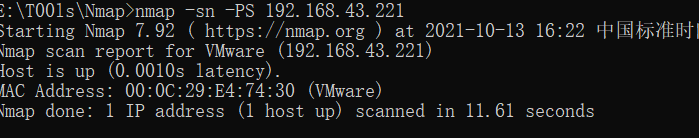 E:\T00ls\Nmap>nmap -sn -PS 192.168.43.221
Starting Nmap 7.92 ( https://nmap.org ) at 2021-10-13 16:22 中国标准时
Nmap scan report for VMware (192.168.43.221)
Host is up (0.0010s latency).
MAC Address: 00:0C:29:E4:74:30 (VMware)
Nmap done: 1 IP address (1 host up) scanned in 11.61 seconds